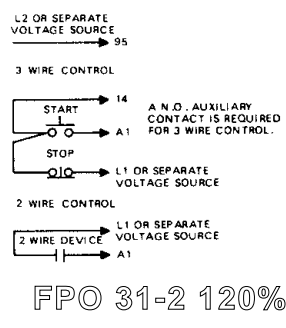 L2 OR SEPARATE
VOLTAGE SOURCE
95
3 WIRE CONTROL
14
START
A N.O. AUXILIARY
CONTACT IS REQUIRED
FOR 3 WIRE CONTROL.
A1
STOP
L1 OR SEPARATE
VOLTAGE SOURCE
2 WIRE CONTROL
L1 OR SEPARATE
VOLTAGE SOURCE
2 WIRE DEVICE
A1
FPO 31-2 120%